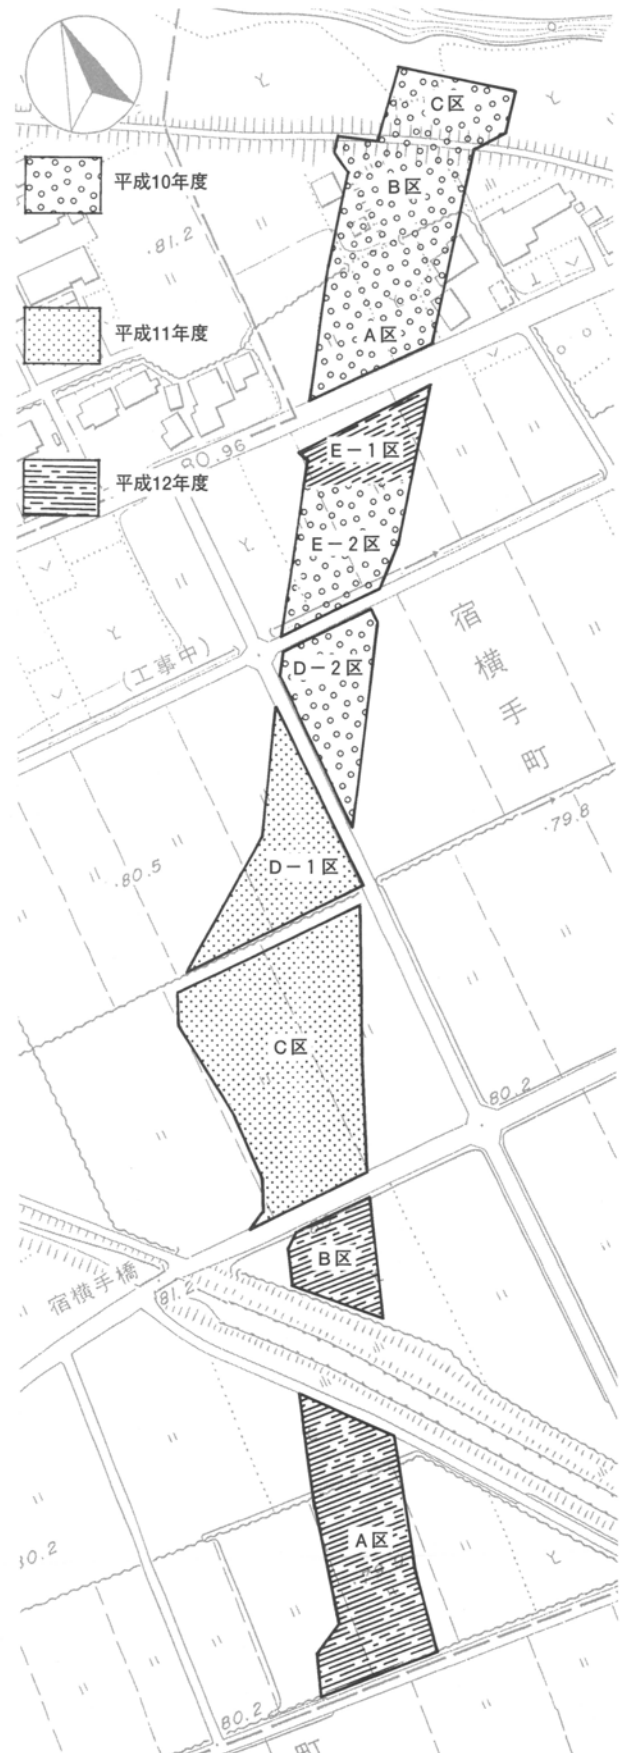 C区
B区
平成10年度
.81.2
A区
平成11年度
E－1区
80.96
平成12年度
E－2区
(工事中)
宿横手町
D－2区
.79.8
.80.5
D－1区
C区
80.2
B区
宿横手橋
81.2
A区
80.2
80.2
町